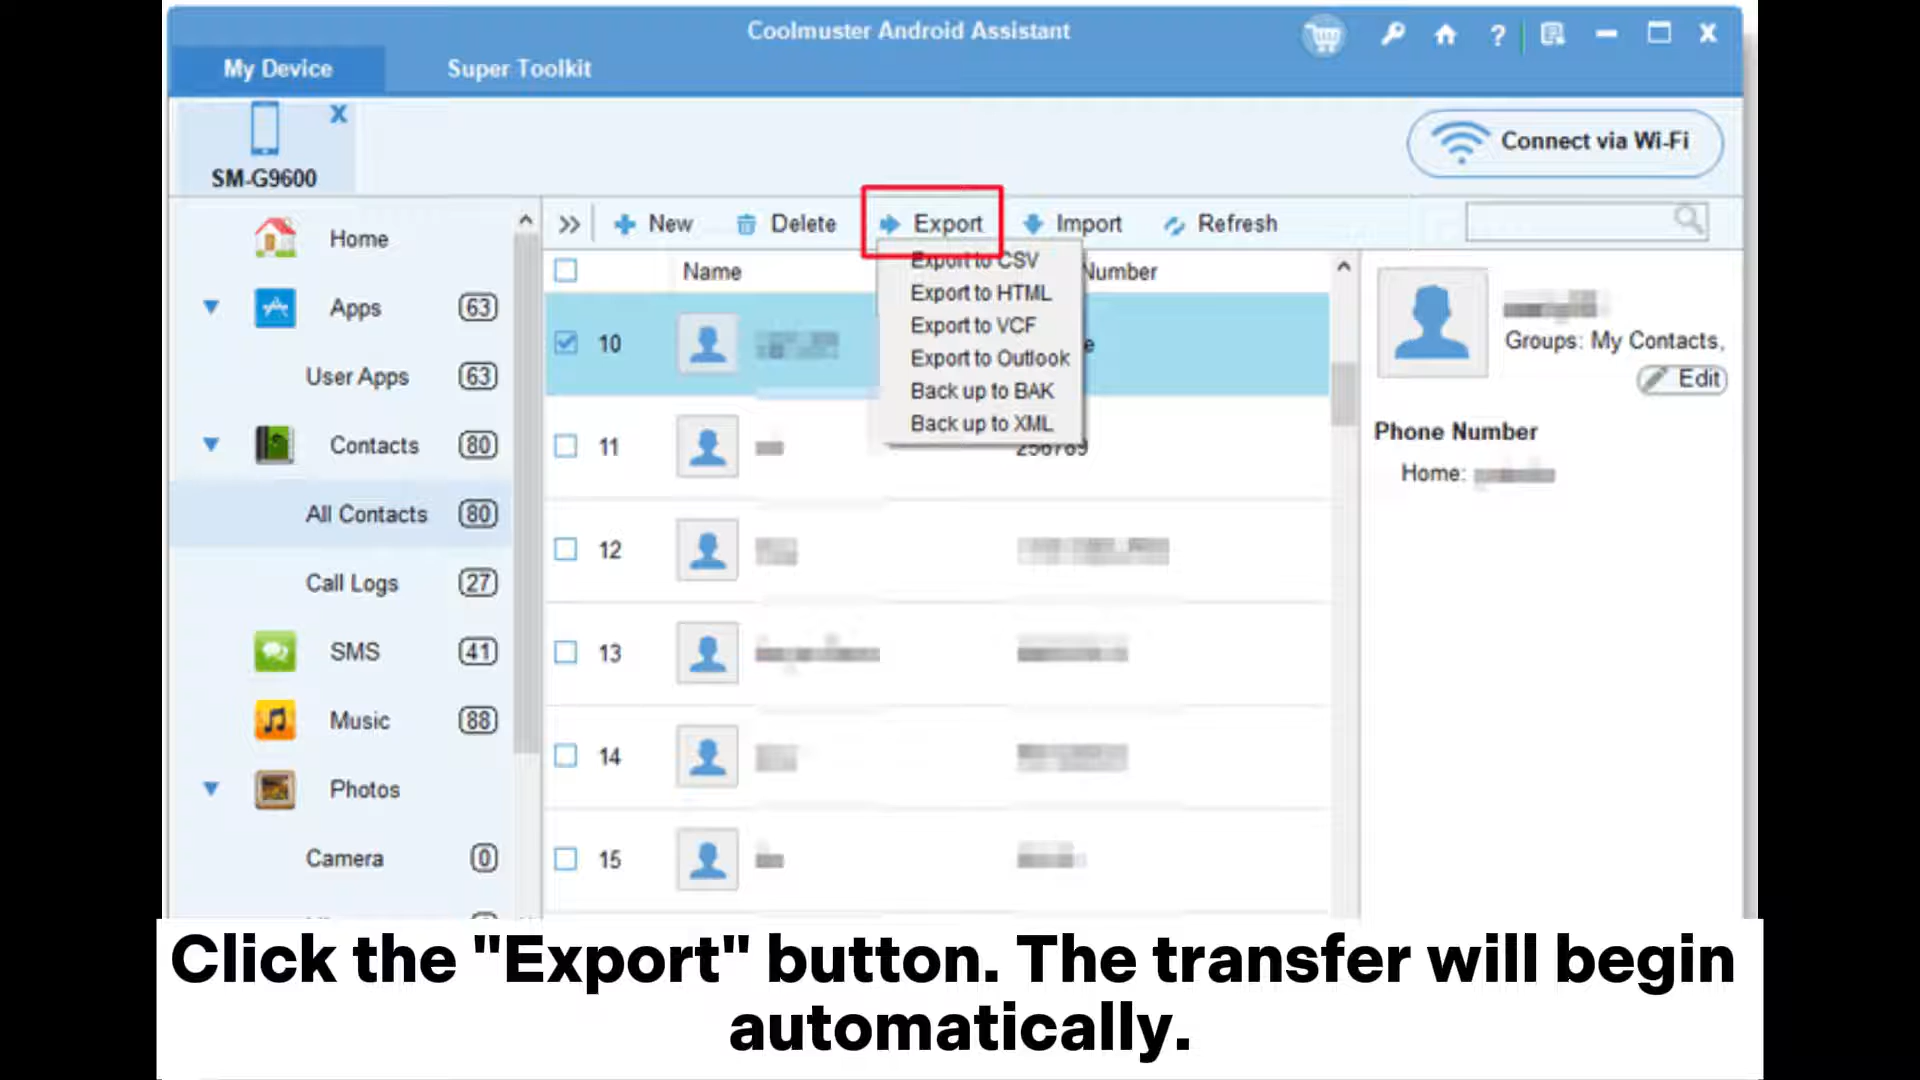 Coolmuster Android Assistant
?
My Device
Super Toolkit
X
SM-G9600
Connect via Wi-Fi
New
Delete
Export
Import
Refresh
Home
Apps 63
User Apps 63
Contacts 80
All Contacts 80
Call Logs 27
SMS 41
Music 88
Photos
Camera 0
Name
Number
Export to CSV
Export to HTML
Export to VCF
Export to Outlook
Back up to BAK
Back up to XML
10
11
12
13
14
15
Groups: My Contacts,
Edit
Phone Number
Home:
Click the "Export" button. The transfer will begin
automatically.